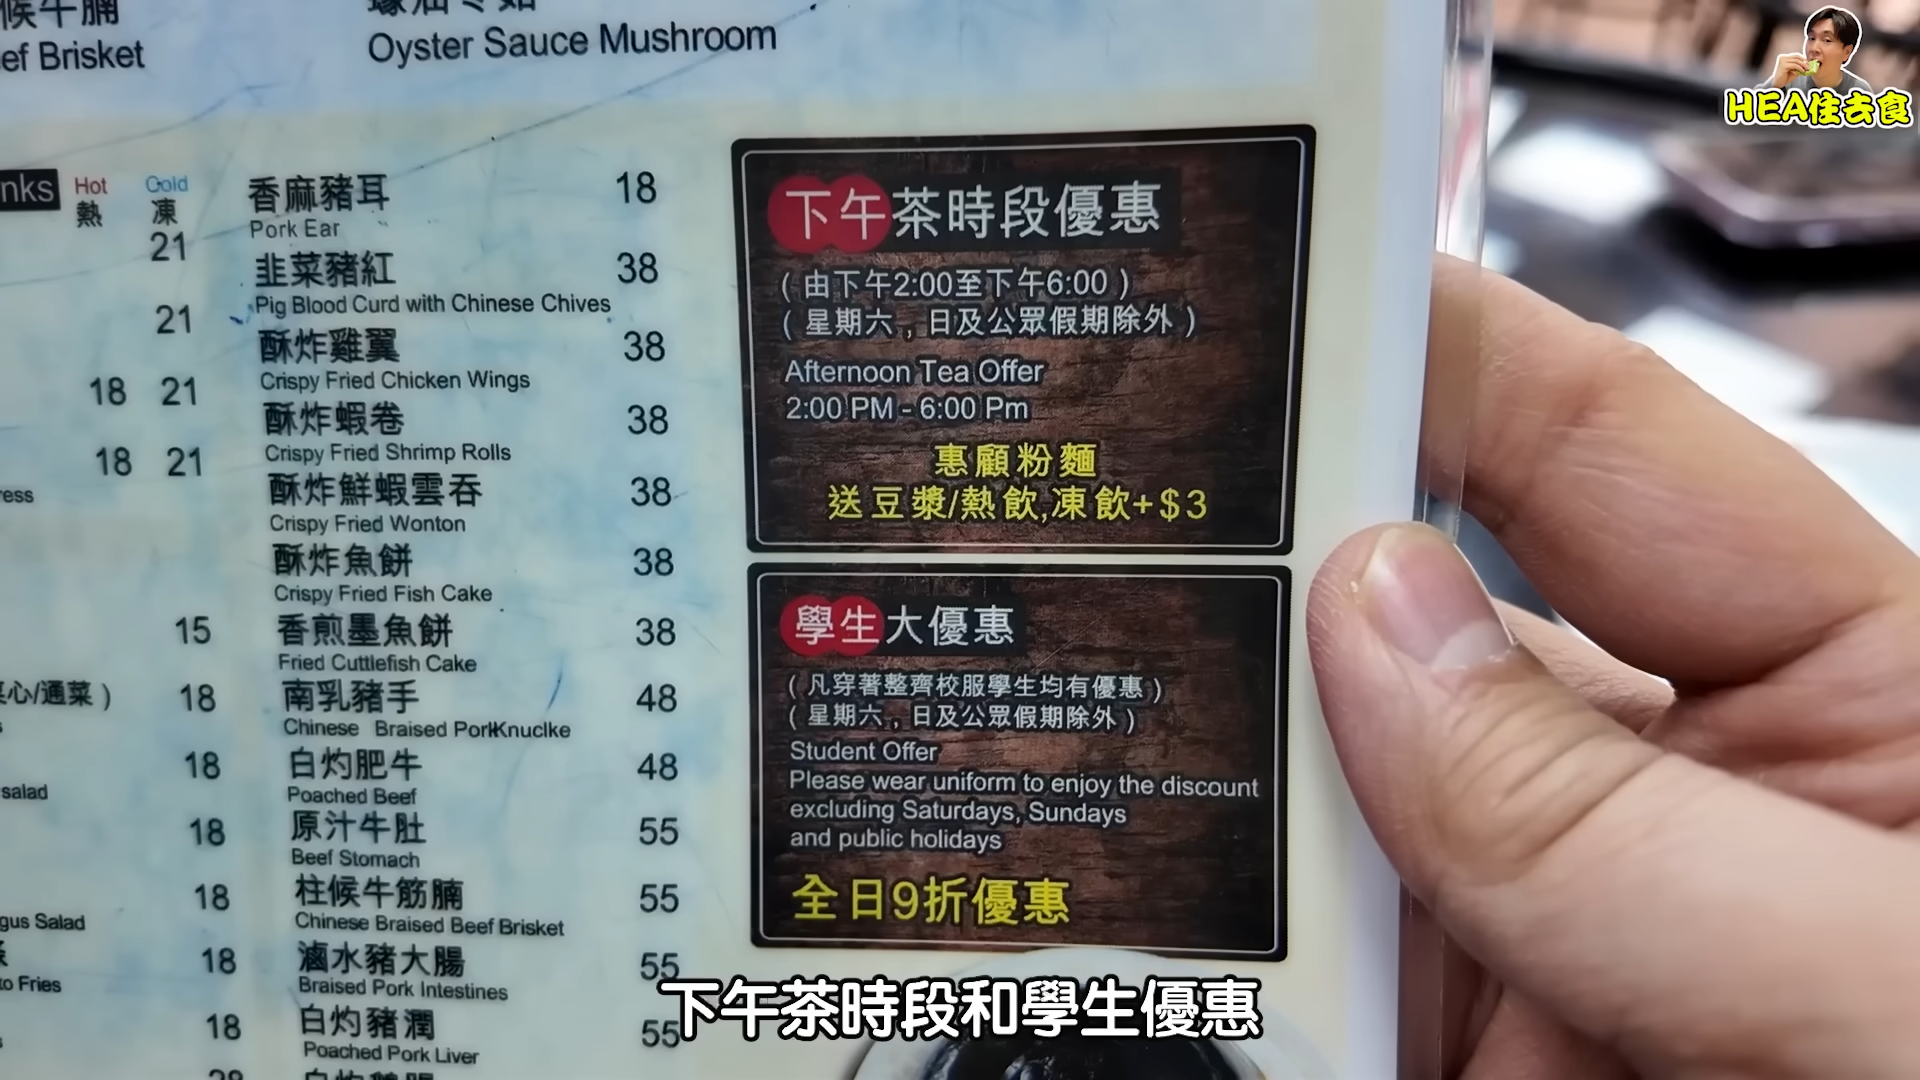 候牛腩
ef Brisket
Oyster Sauce Mushroom
HEA住去食
nks
Hot
熱
Cold
凍
21
21
18 21
18 21
ress
15
心/通菜）
18
18
salad
18
18
gus Salad
18
to Fries
18
香麻豬耳 18
Pork Ear
韭菜豬紅 38
Pig Blood Curd with Chinese Chives
酥炸雞翼 38
Crispy Fried Chicken Wings
酥炸蝦卷 38
Crispy Fried Shrimp Rolls
酥炸鮮蝦雲吞 38
Crispy Fried Wonton
酥炸魚餅 38
Crispy Fried Fish Cake
香煎墨魚餅 38
Fried Cuttlefish Cake
南乳豬手 48
Chinese Braised PorkKnuclke
白灼肥牛 48
Poached Beef
原汁牛肚 55
Beef Stomach
柱候牛筋腩 55
Chinese Braised Beef Brisket
滷水豬大腸 55
Braised Pork Intestines
白灼豬潤 55
Poached Pork Liver
下午茶時段優惠
（由下午2:00至下午6:00）
（星期六，日及公眾假期除外）
Afternoon Tea Offer
2:00 PM - 6:00 Pm
惠顧粉麵
送豆漿/熱飲,凍飲+$3
學生大優惠
（凡穿著整齊校服學生均有優惠）
（星期六，日及公眾假期除外）
Student Offer
Please wear uniform to enjoy the discount
excluding Saturdays, Sundays
and public holidays
全日9折優惠
下午茶時段和學生優惠